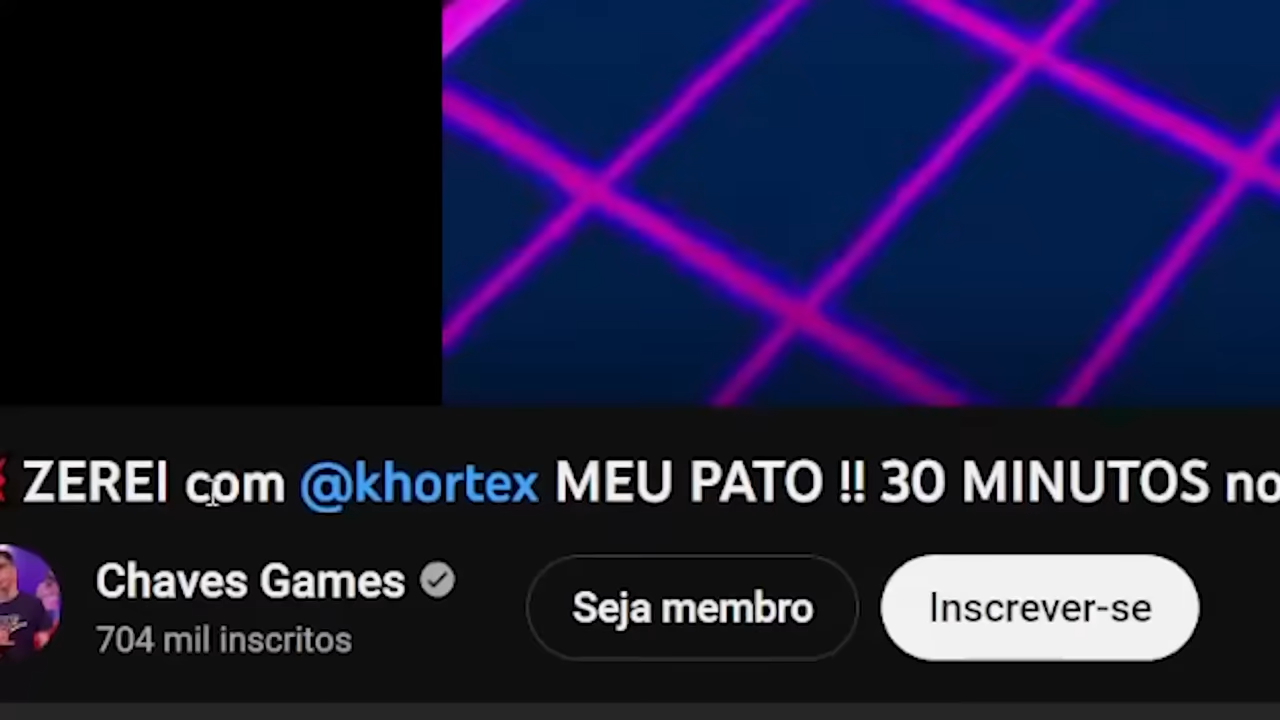 ZEREI com @khortex MEU PATO !! 30 MINUTOS no
Chaves Games
704 mil inscritos
Seja membro
Inscrever-se